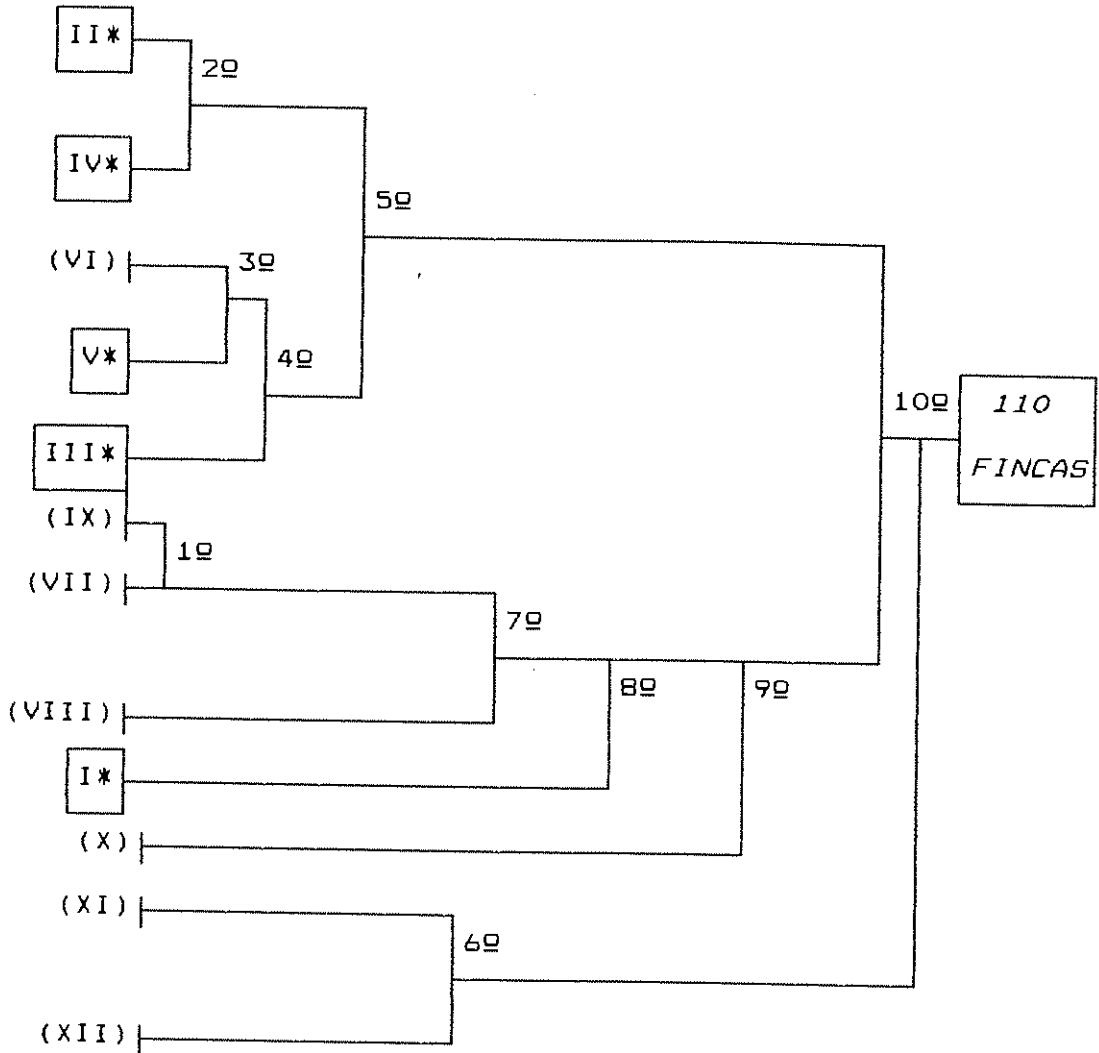 II*
2º
IV*
5º
(VI)
3º
V*
4º
10º
110
FINCAS
III*
(IX)
1º
(VII)
7º
8º
9º
(VIII)
I*
(X)
(XI)
6º
(XII)